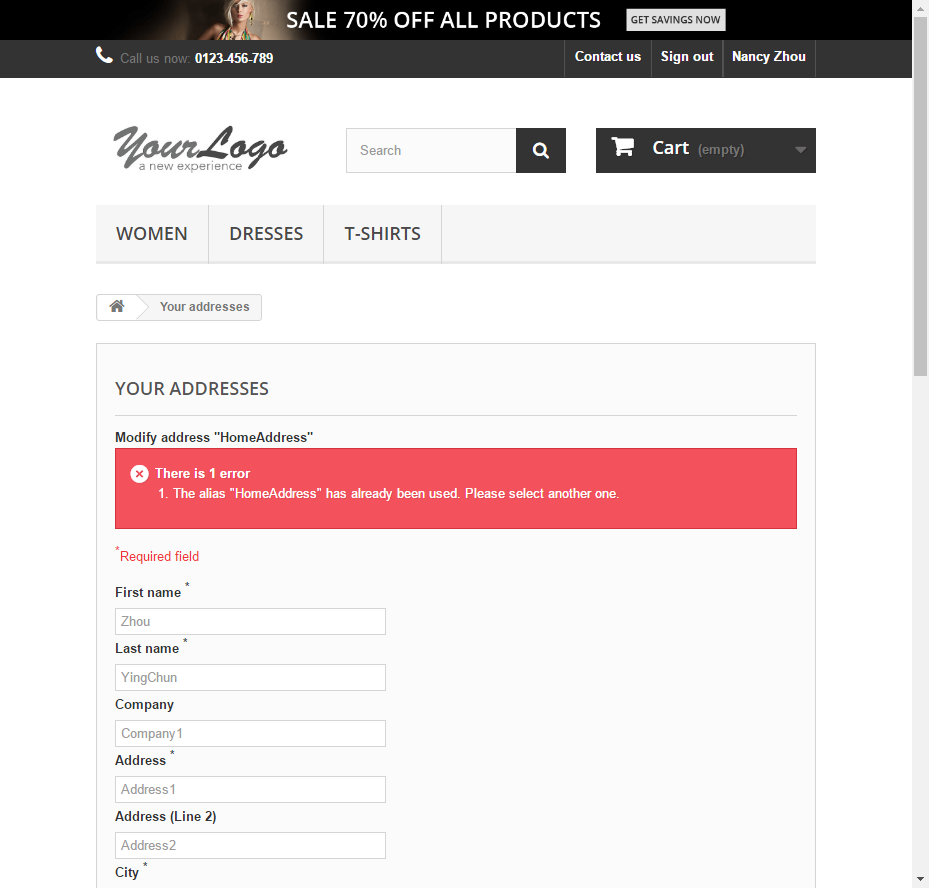 SALE 70% OFF ALL PRODUCTS GET SAVINGS NOW
Call us now: 0123-456-789 Contact us Sign out Nancy Zhou
YourLogo
a new experience
Search
Cart (empty)
WOMEN DRESSES T-SHIRTS
Your addresses
YOUR ADDRESSES
Modify address "HomeAddress"
There is 1 error
1. The alias "HomeAddress" has already been used. Please select another one.
*Required field
First name *
Zhou
Last name *
YingChun
Company
Company1
Address *
Address1
Address (Line 2)
Address2
City *